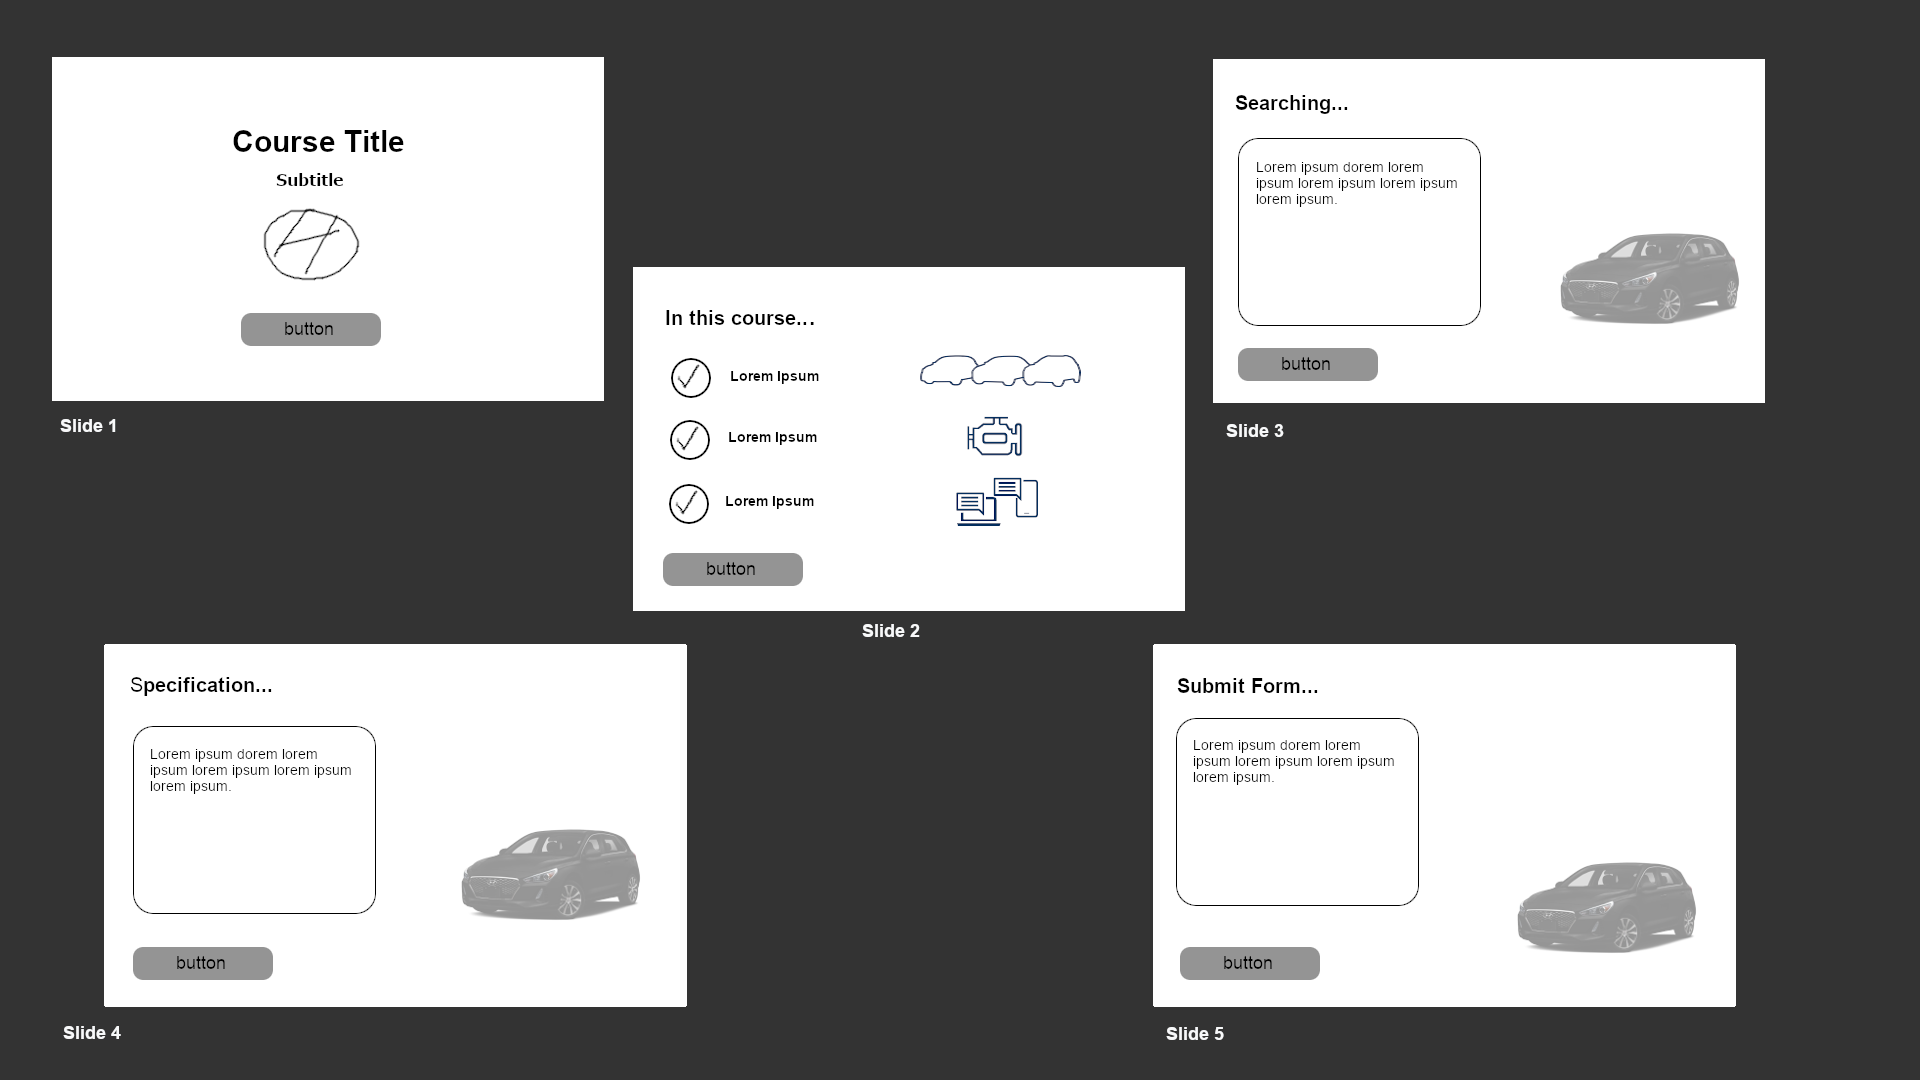 Course Title
Subtitle
H
button
Slide 1
In this course...
Lorem Ipsum
Lorem Ipsum
Lorem Ipsum
button
Slide 2
Searching...
Lorem ipsum dorem lorem
ipsum lorem ipsum lorem ipsum
lorem ipsum.
button
Slide 3
Specification...
Lorem ipsum dorem lorem
ipsum lorem ipsum lorem ipsum
lorem ipsum.
button
Slide 4
Submit Form...
Lorem ipsum dorem lorem
ipsum lorem ipsum lorem ipsum
lorem ipsum.
button
Slide 5